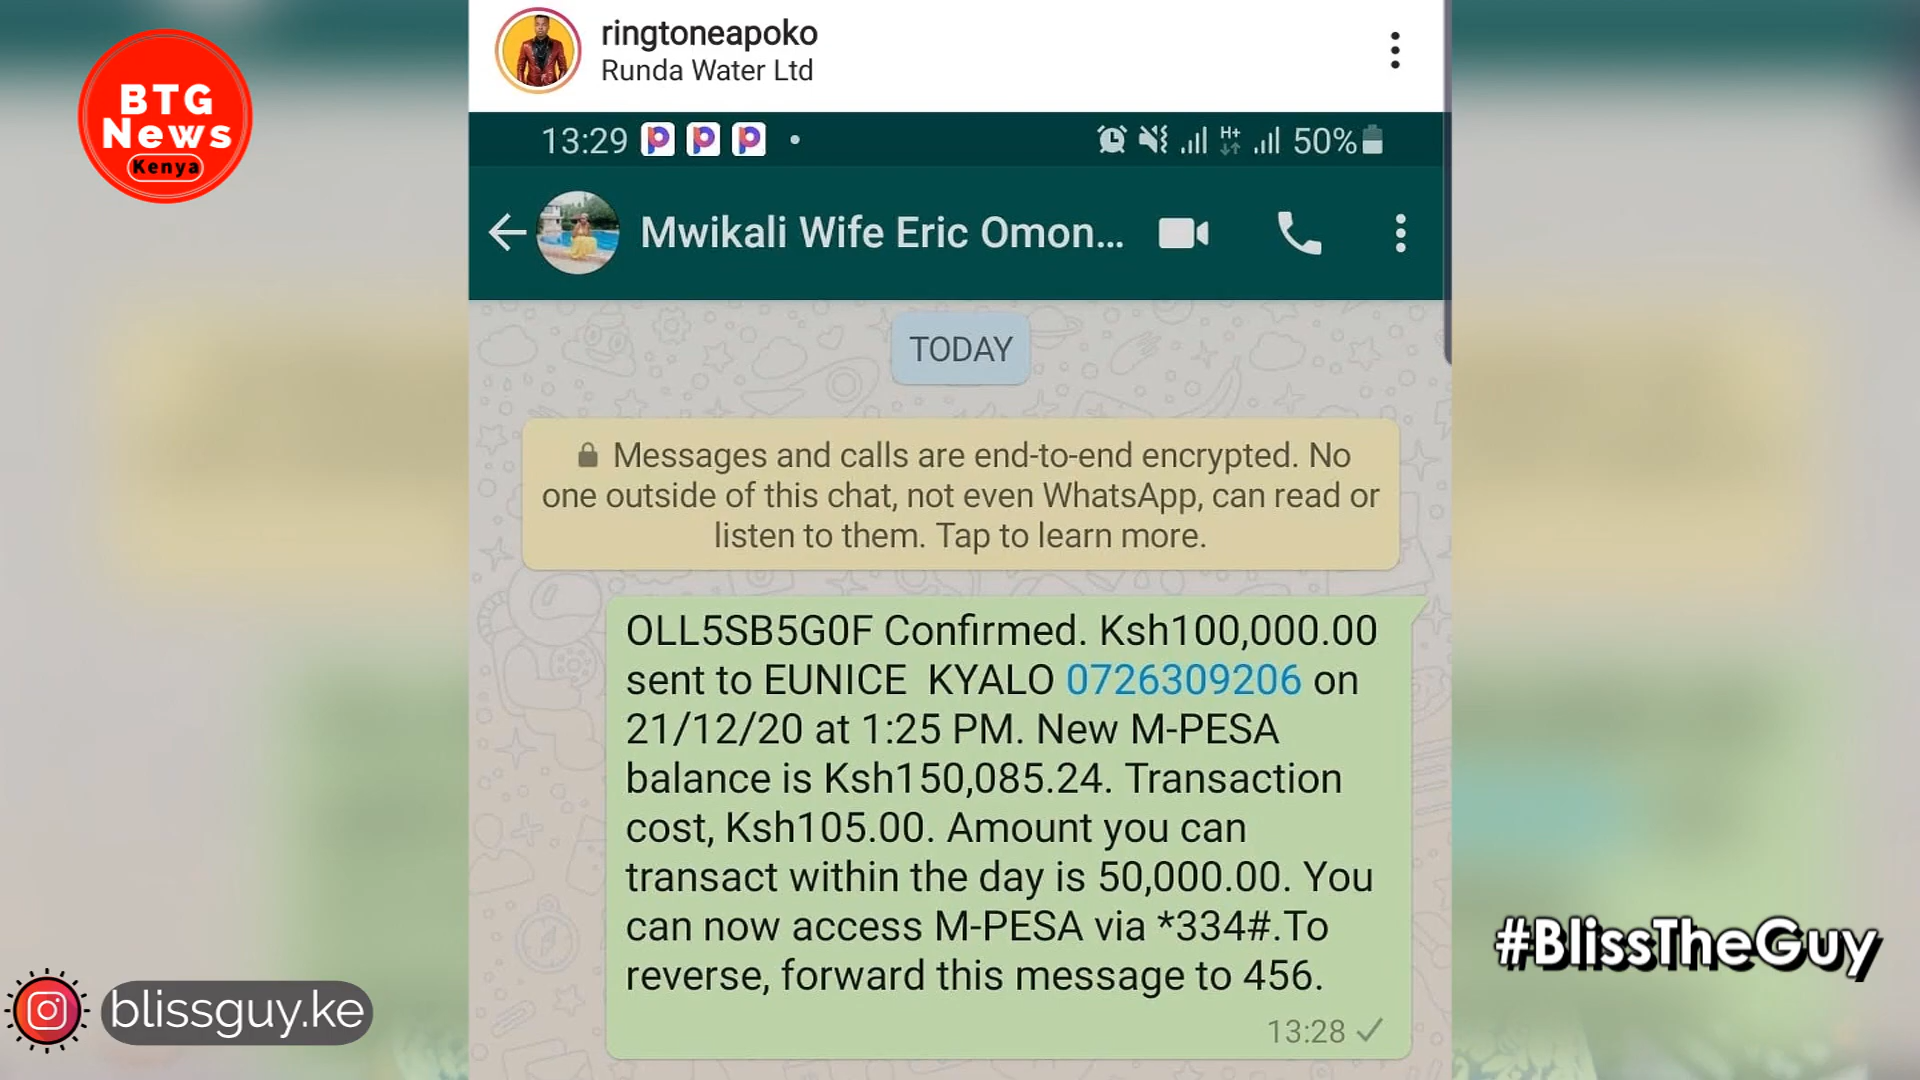 BTG
News
Kenya
ringtoneapoko
Runda Water Ltd
13:29
H+
50%
Mwikali Wife Eric Omon...
TODAY
Messages and calls are end-to-end encrypted. No
one outside of this chat, not even WhatsApp, can read or
listen to them. Tap to learn more.
OLL5SB5G0F Confirmed. Ksh100,000.00
sent to EUNICE  KYALO 0726309206 on
21/12/20 at 1:25 PM. New M-PESA
balance is Ksh150,085.24. Transaction
cost, Ksh105.00. Amount you can
transact within the day is 50,000.00. You
can now access M-PESA via *334#.To
reverse, forward this message to 456.
13:28
#BlissTheGuy
blissguy.ke